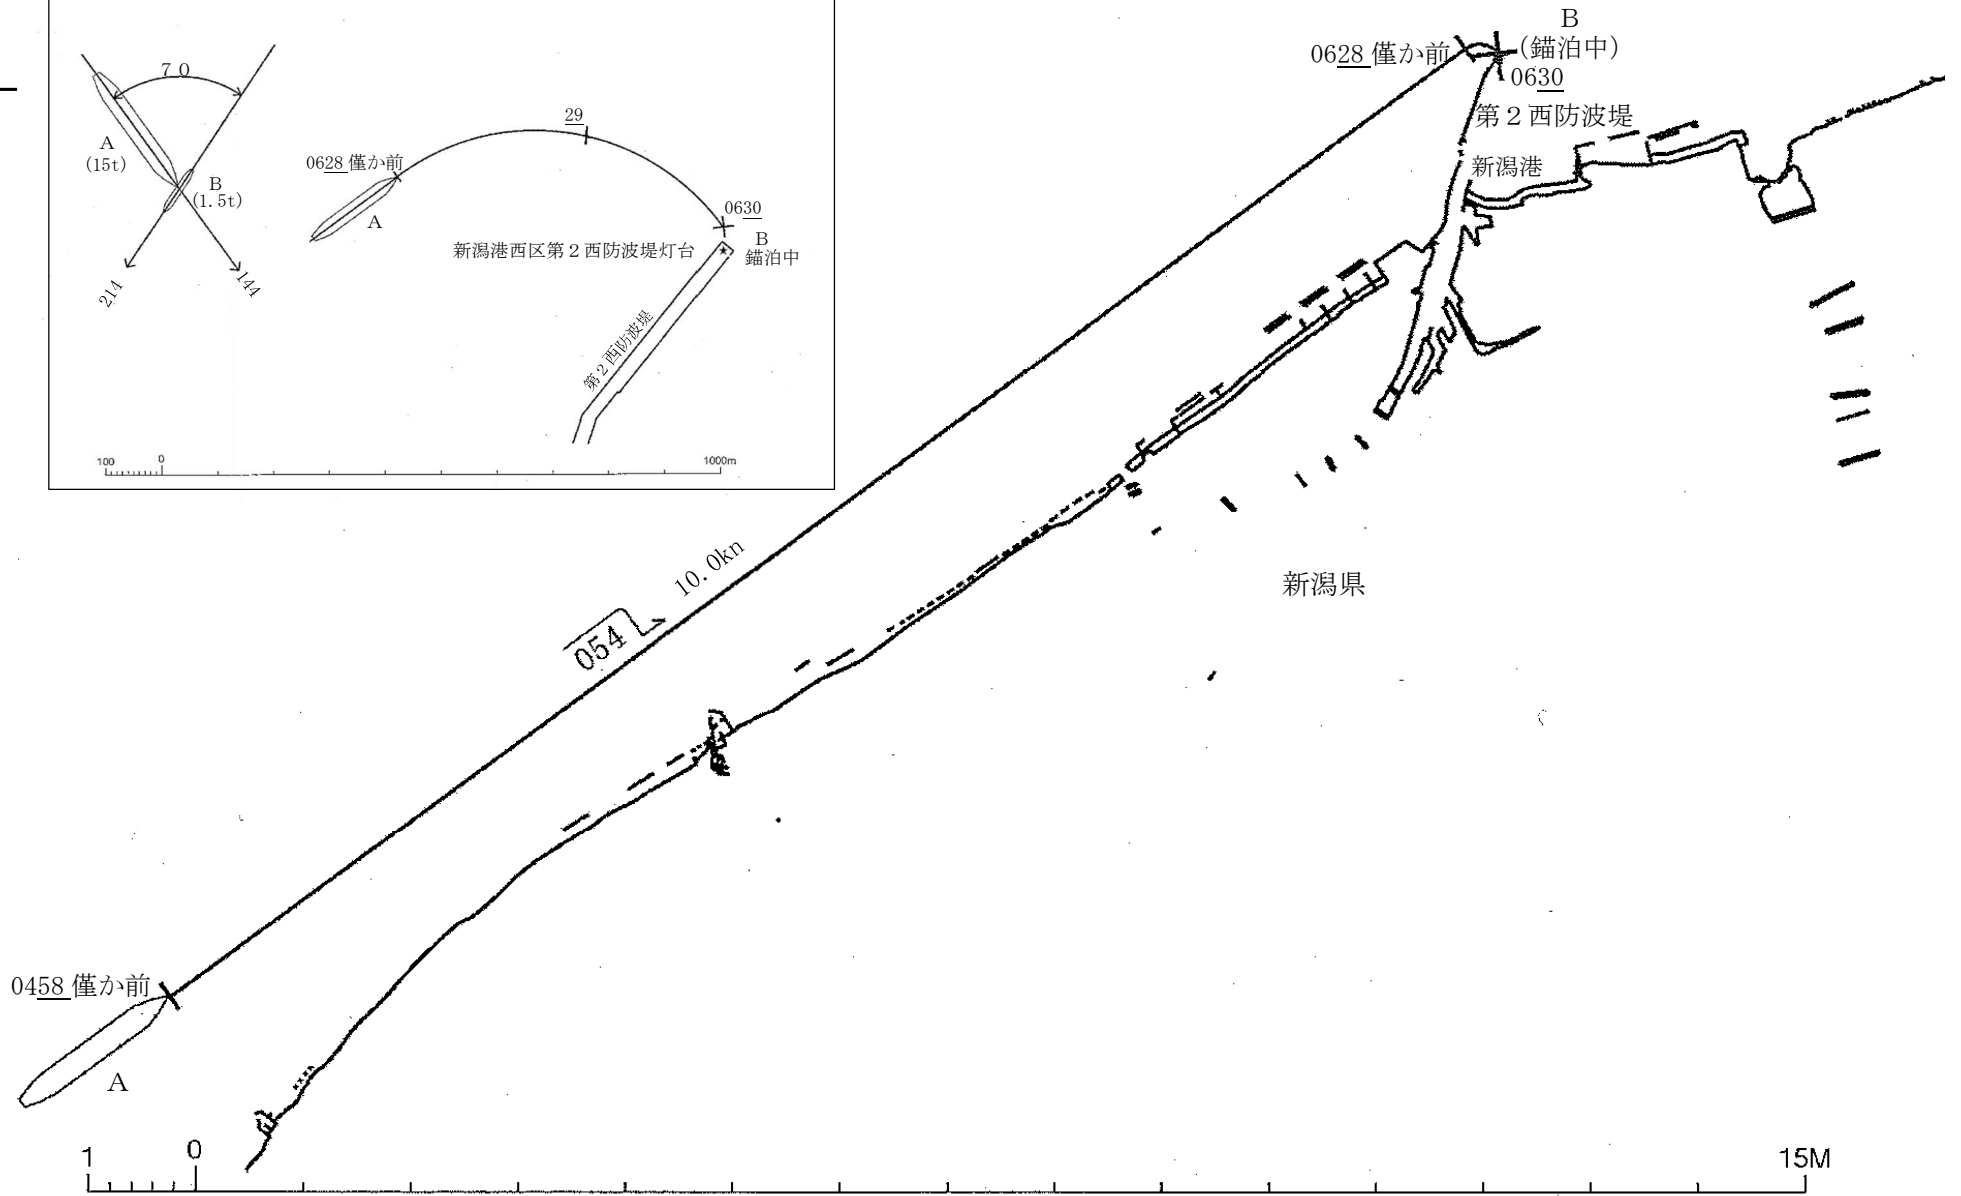 70
A
(15t)
B
(1.5t)
214
144
0628僅か前
A
29
0630
B
錨泊中
新潟港西区第2西防波堤灯台
第2西防波堤
100
0
1000m
B
(錨泊中)
0628僅か前
0630
第2西防波堤
新潟港
054
10.0kn
新潟県
0458僅か前
A
1
0
15M